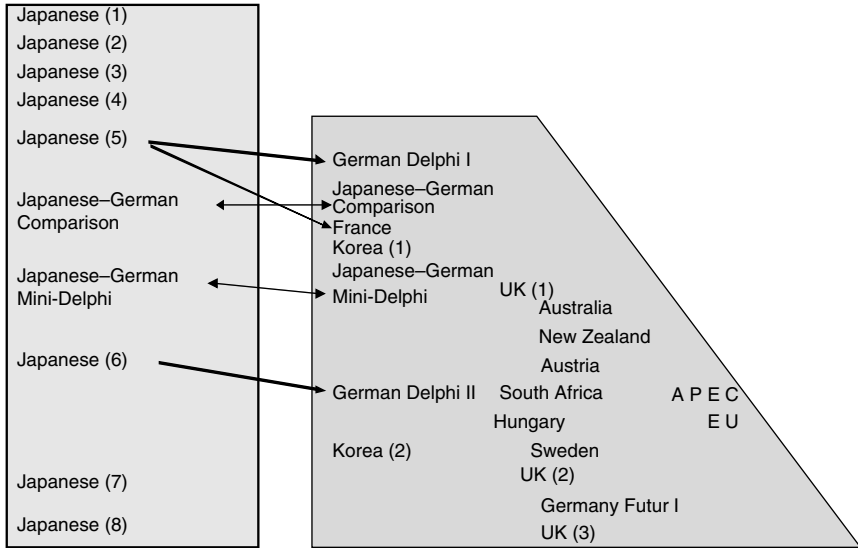 Japanese (1)
Japanese (2)
Japanese (3)
Japanese (4)
Japanese (5)
Japanese–German
Comparison
Japanese–German
Mini-Delphi
Japanese (6)
Japanese (7)
Japanese (8)
German Delphi I
Japanese–German
Comparison
France
Korea (1)
Japanese–German
Mini-Delphi
German Delphi II
Korea (2)
UK (1)
Australia
New Zealand
Austria
South Africa
Hungary
Sweden
UK (2)
Germany Futur I
UK (3)
A P E C
E U